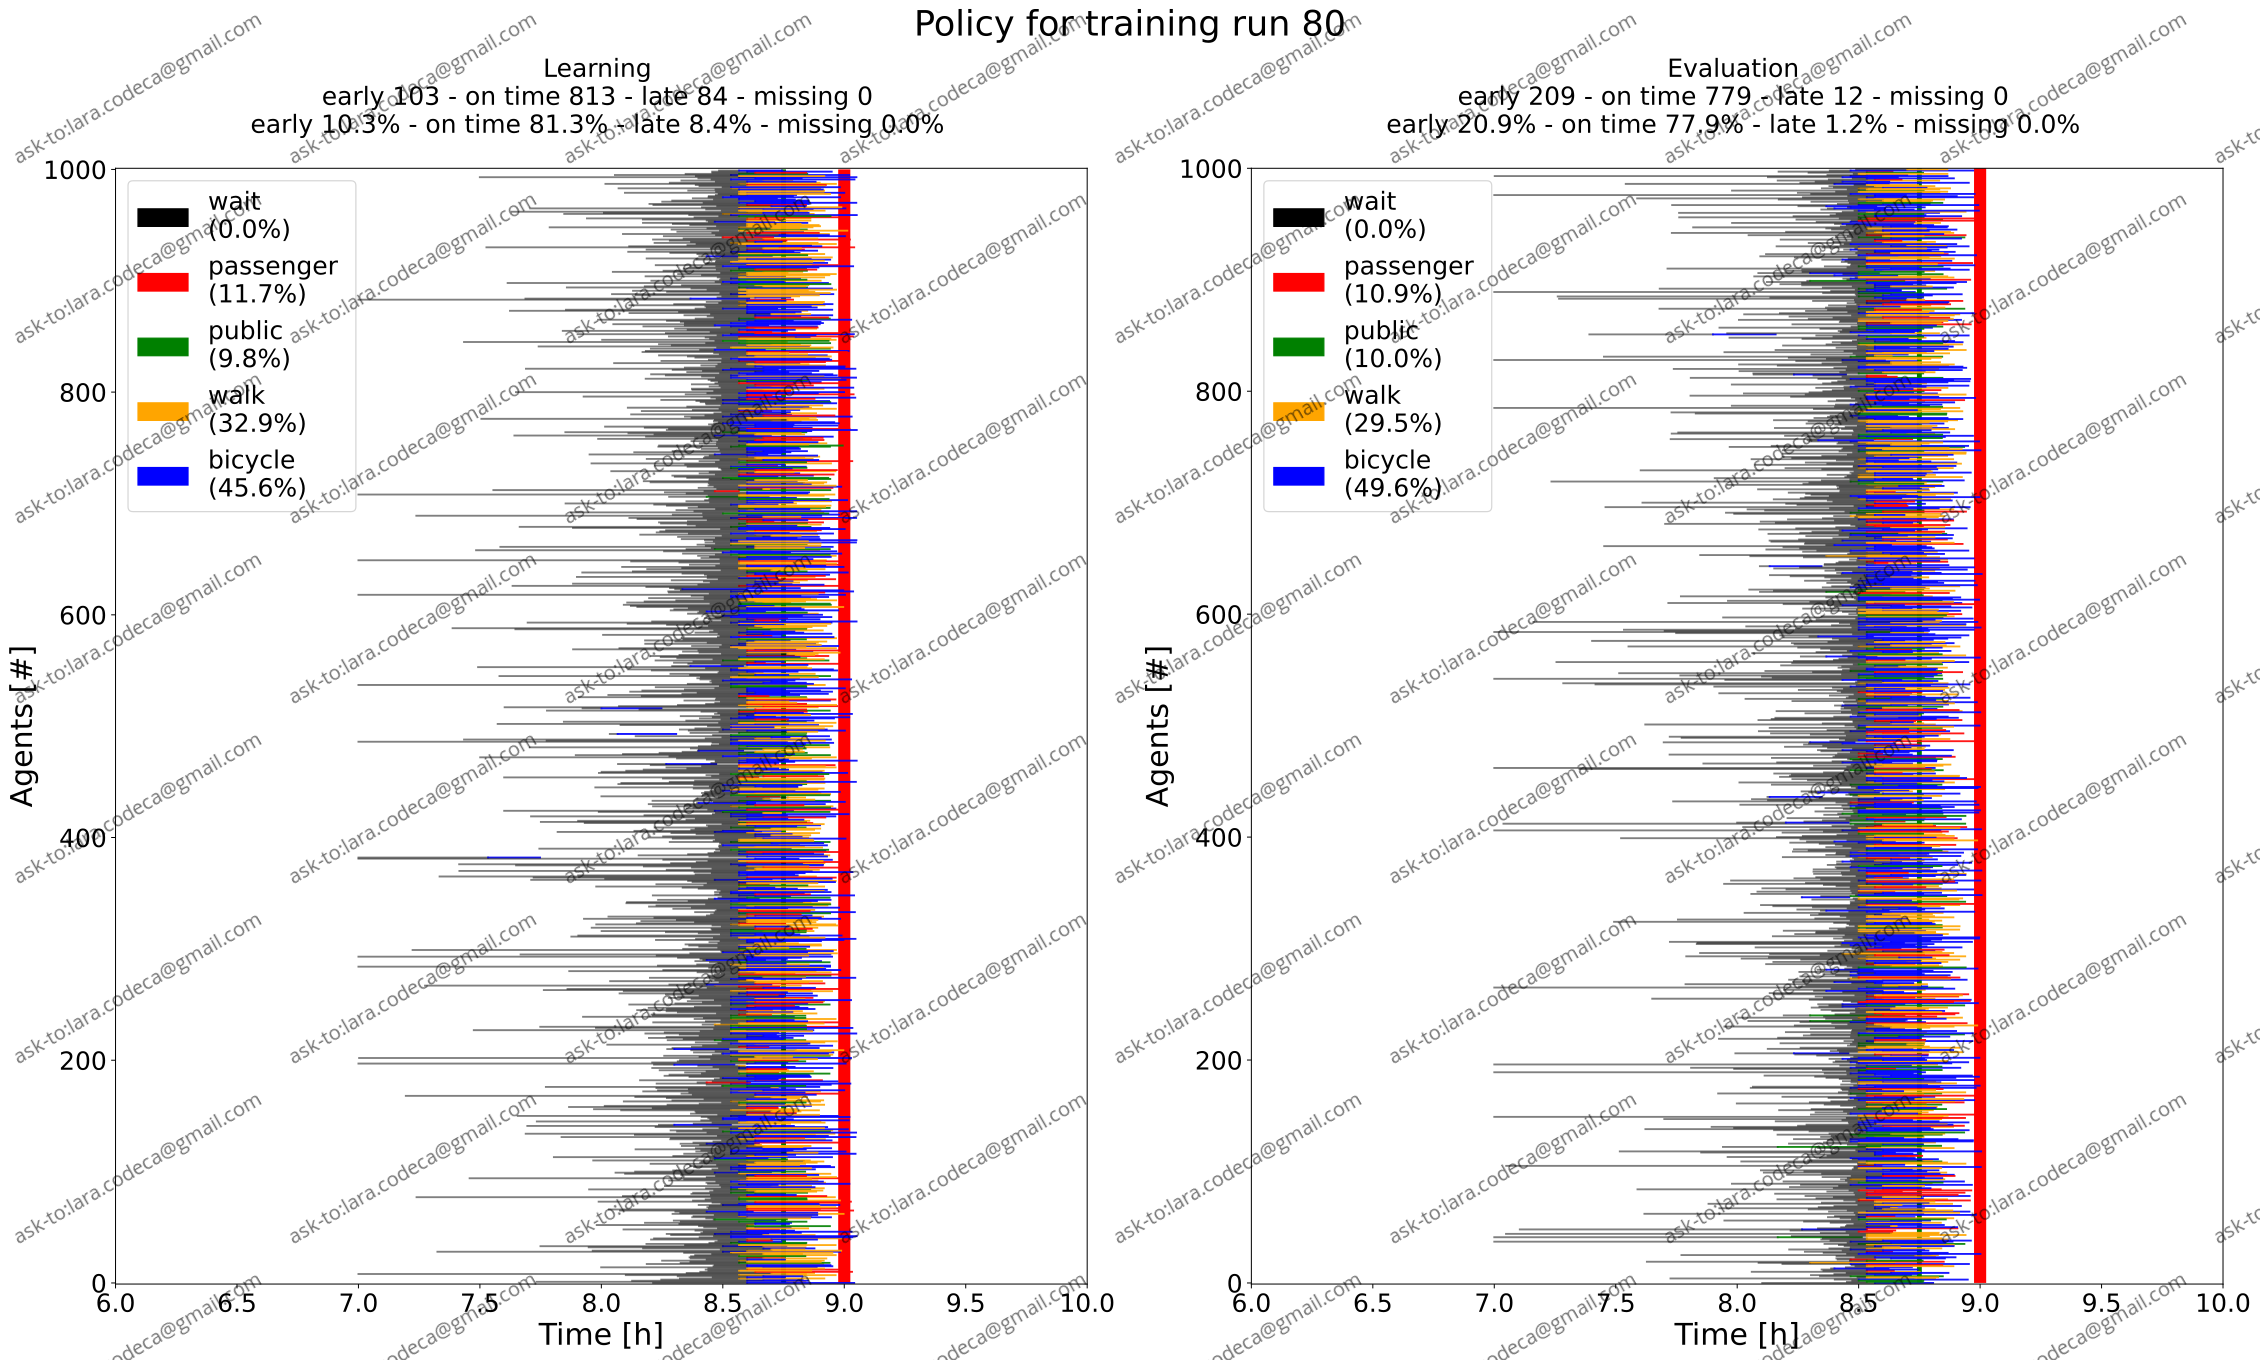 Policy for training run 80
Learning
early 103 - on time 813 - late 84 - missing 0
early 10.3% - on time 81.3% - late 8.4% - missing 0.0%
1000
800
600
400
200
0
Agents [#]
wait
(0.0%)
passenger
(11.7%)
public
(9.8%)
walk
(32.9%)
bicycle
(45.6%)
6.0 6.5 7.0 7.5 8.0 8.5 9.0 9.5 10.0
Time [h]
Evaluation
early 209 - on time 779 - late 12 - missing 0
early 20.9% - on time 77.9% - late 1.2% - missing 0.0%
1000
800
600
400
200
0
Agents [#]
wait
(0.0%)
passenger
(10.9%)
public
(10.0%)
walk
(29.5%)
bicycle
(49.6%)
6.0 6.5 7.0 7.5 8.0 8.5 9.0 9.5 10.0
Time [h]
ask-to:lara.codeca@gmail.com